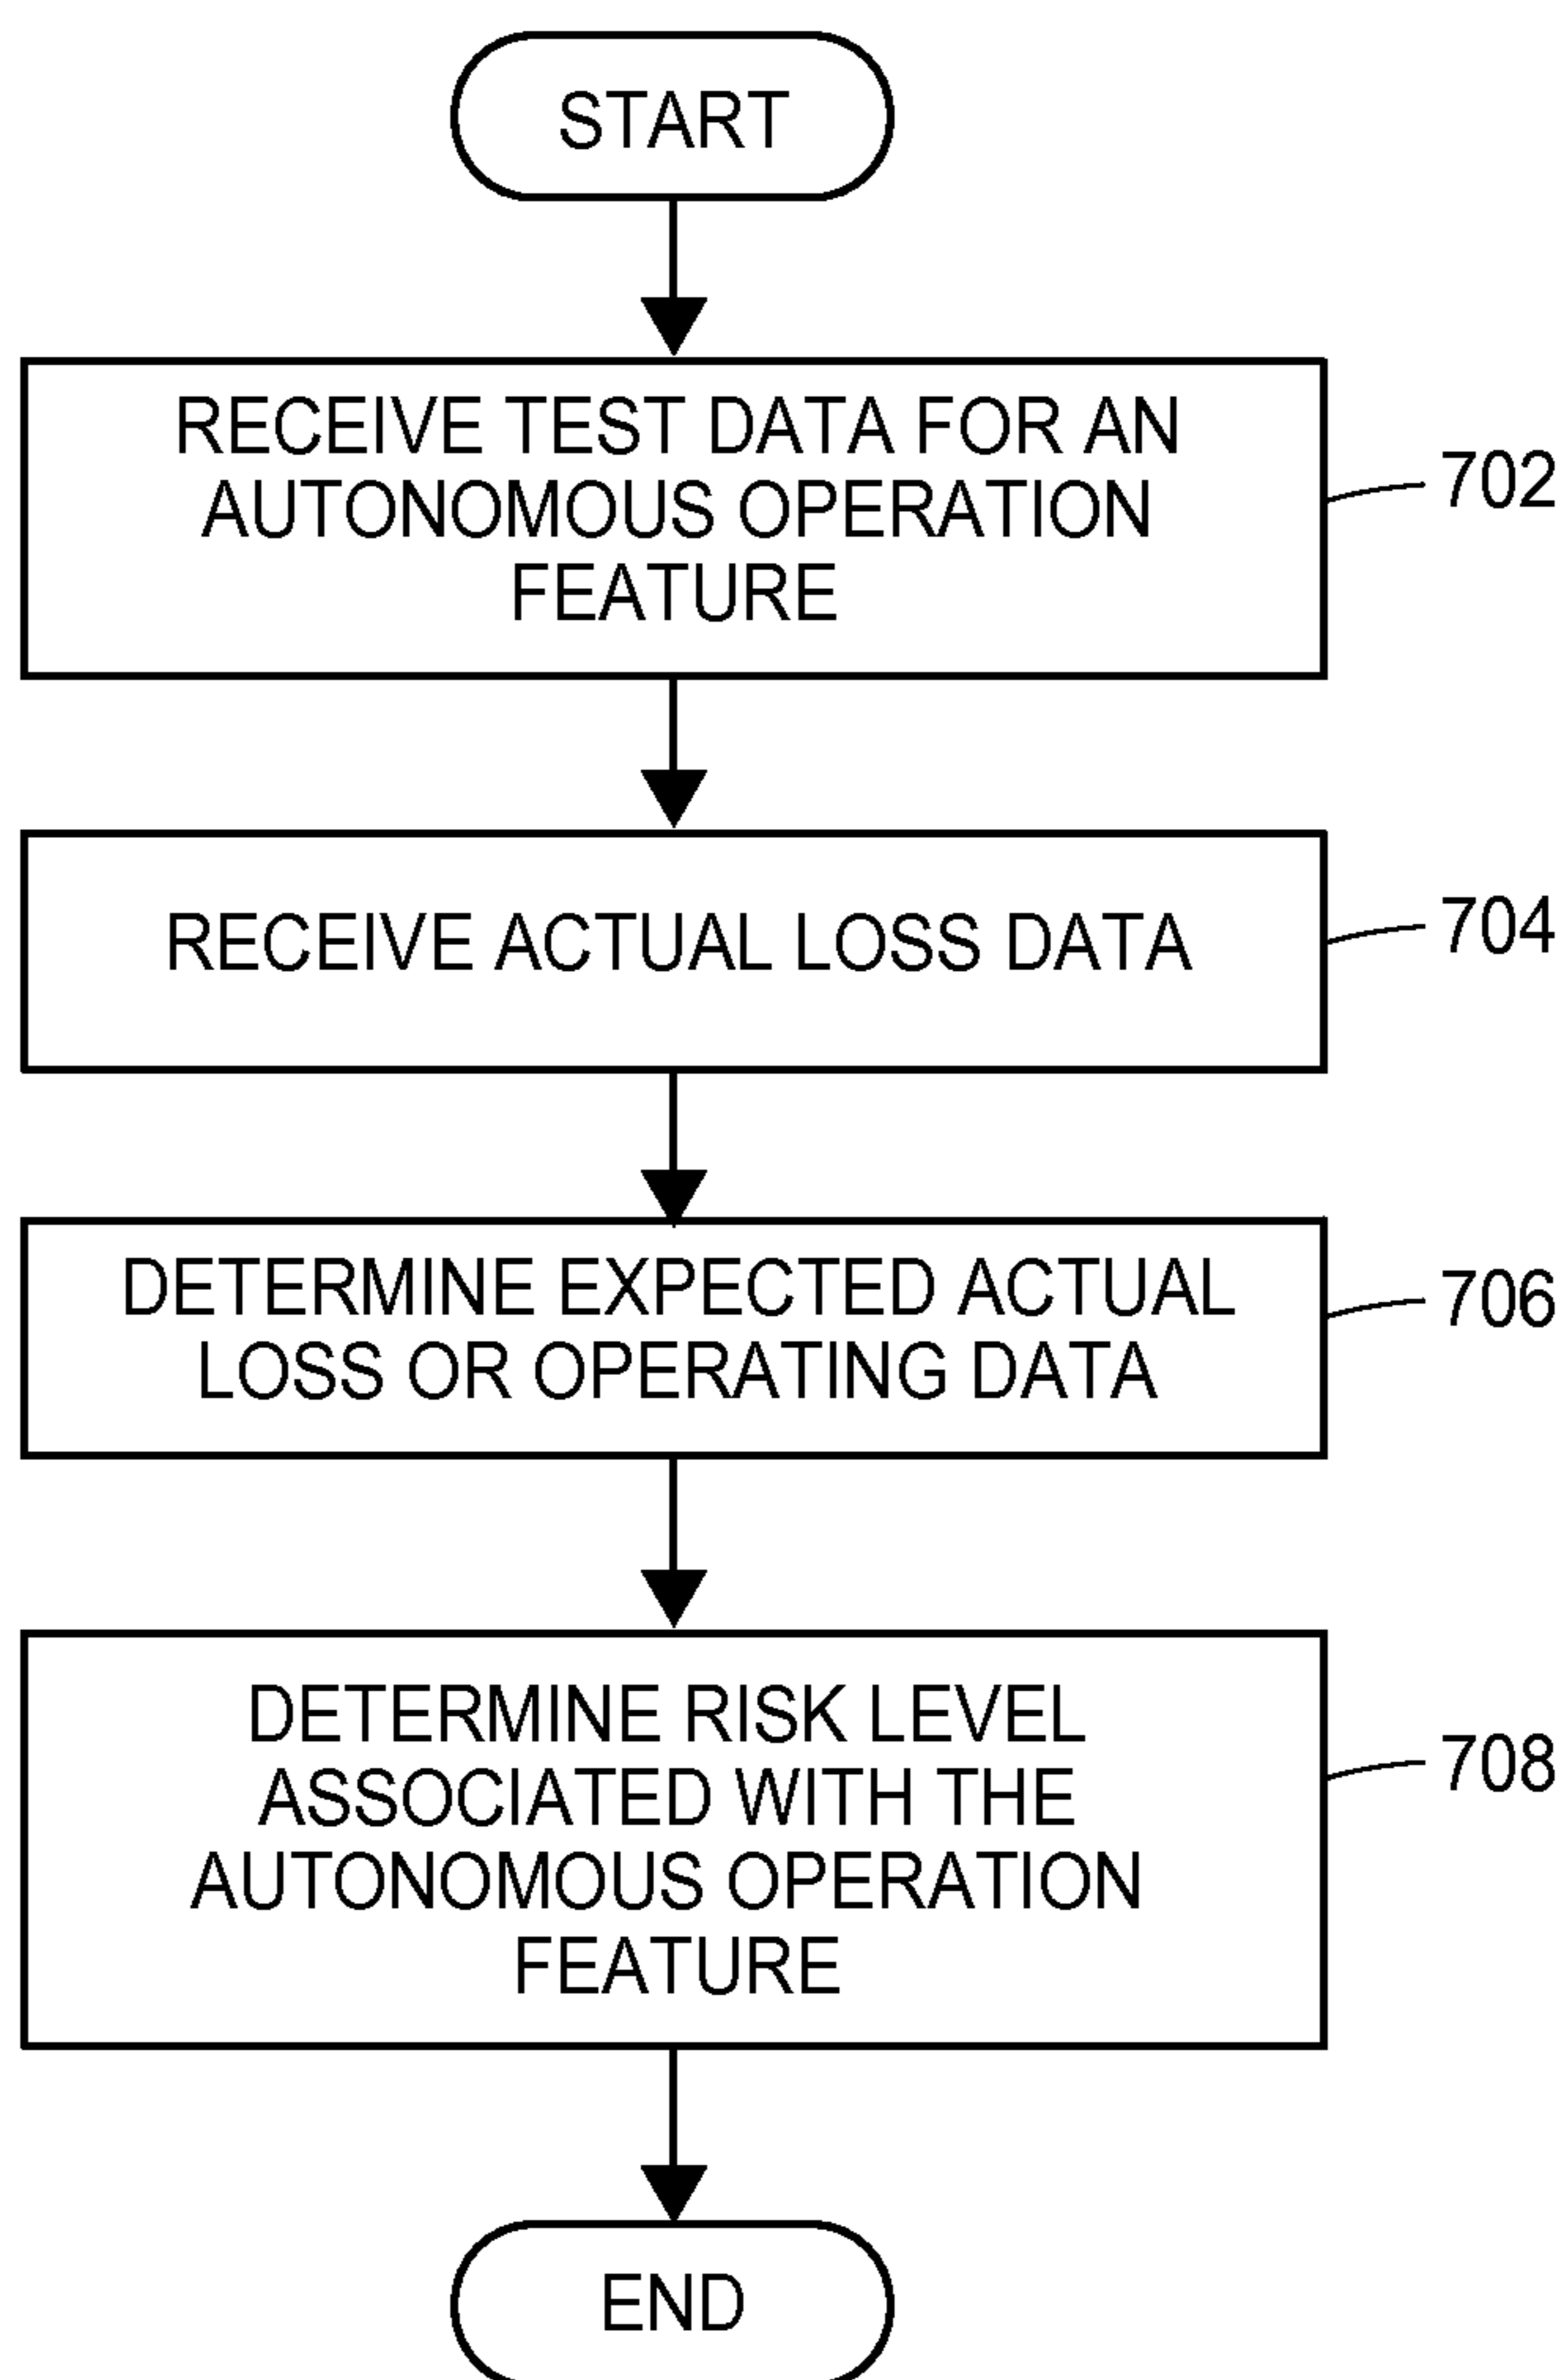 START
RECEIVE TEST DATA FOR AN
AUTONOMOUS OPERATION
FEATURE
702
RECEIVE ACTUAL LOSS DATA
704
DETERMINE EXPECTED ACTUAL
LOSS OR OPERATING DATA
706
DETERMINE RISK LEVEL
ASSOCIATED WITH THE
AUTONOMOUS OPERATION
FEATURE
708
END